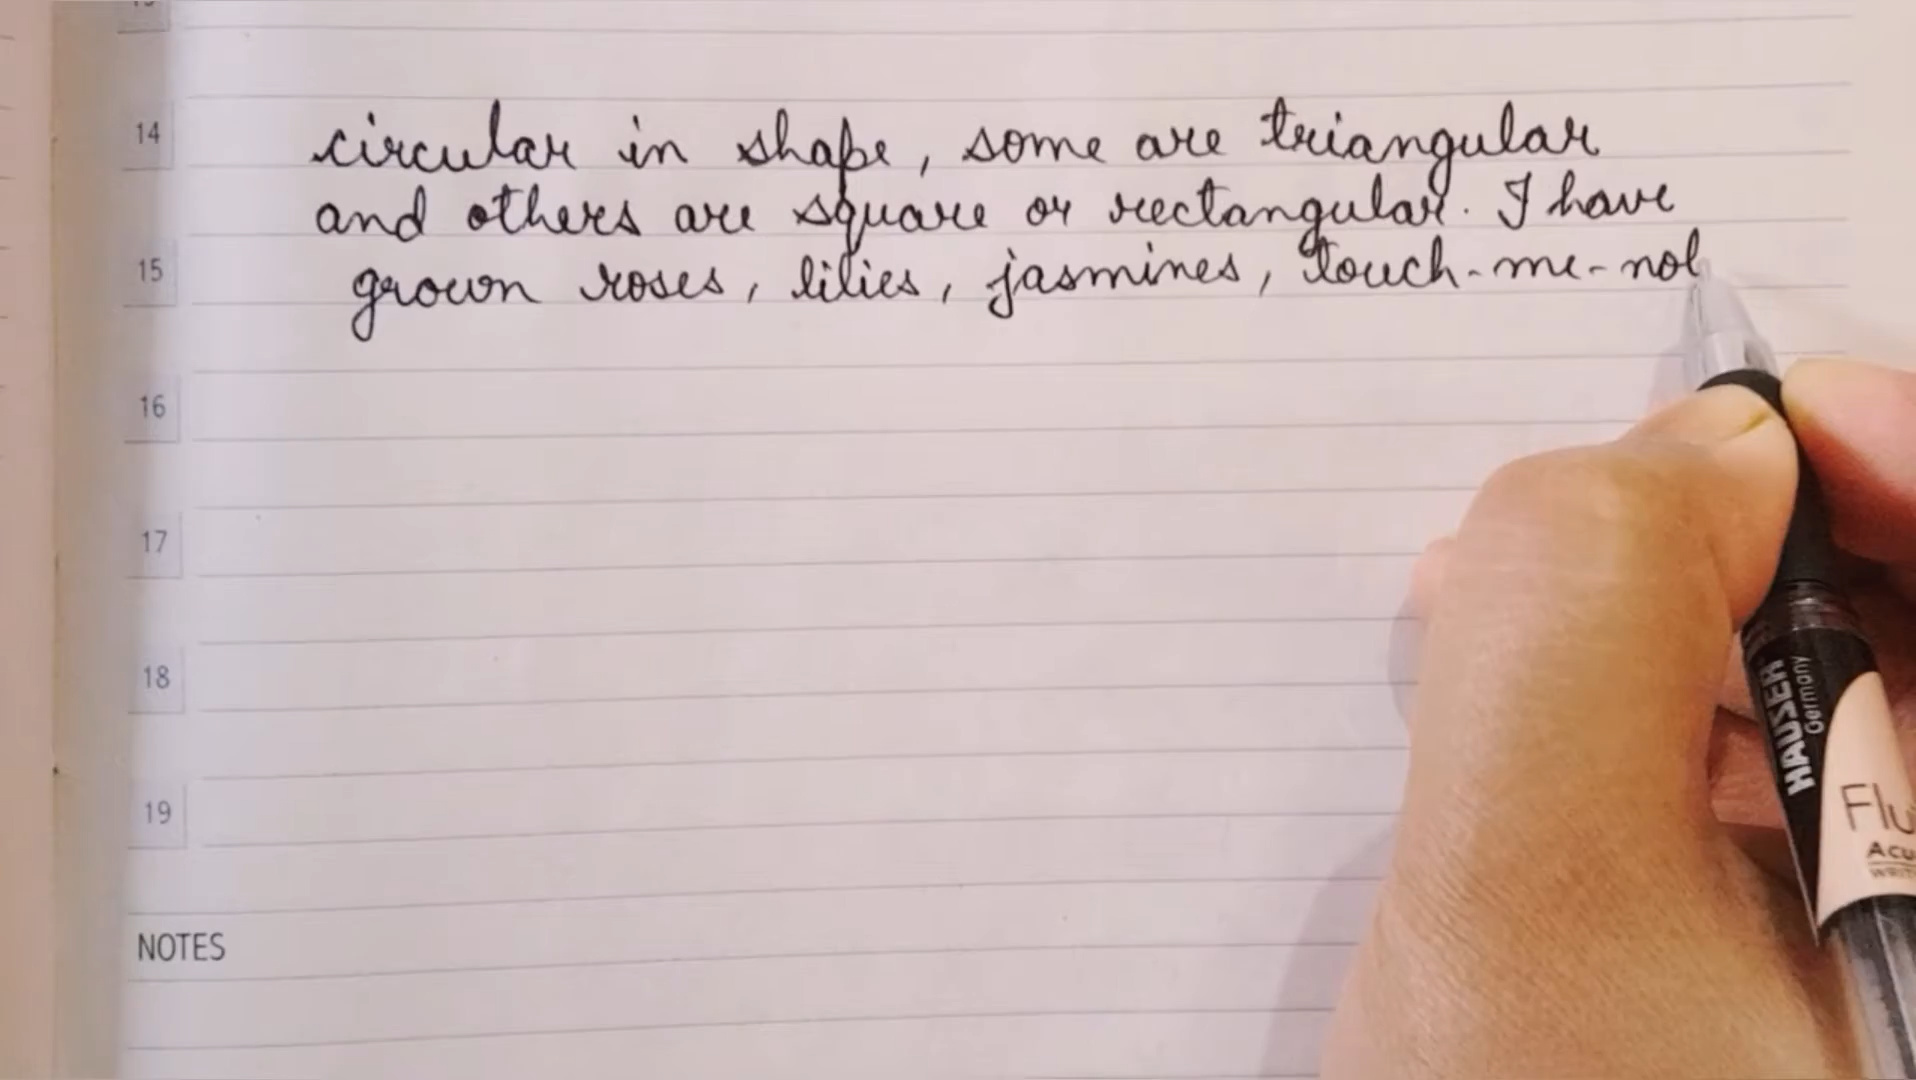 14
circular in shape, some are triangular
and others are square or rectangular. I have
15
grown roses, lilies, jasmines, touch-me-not
16
17
18
19
NOTES
HAUSER
Germany